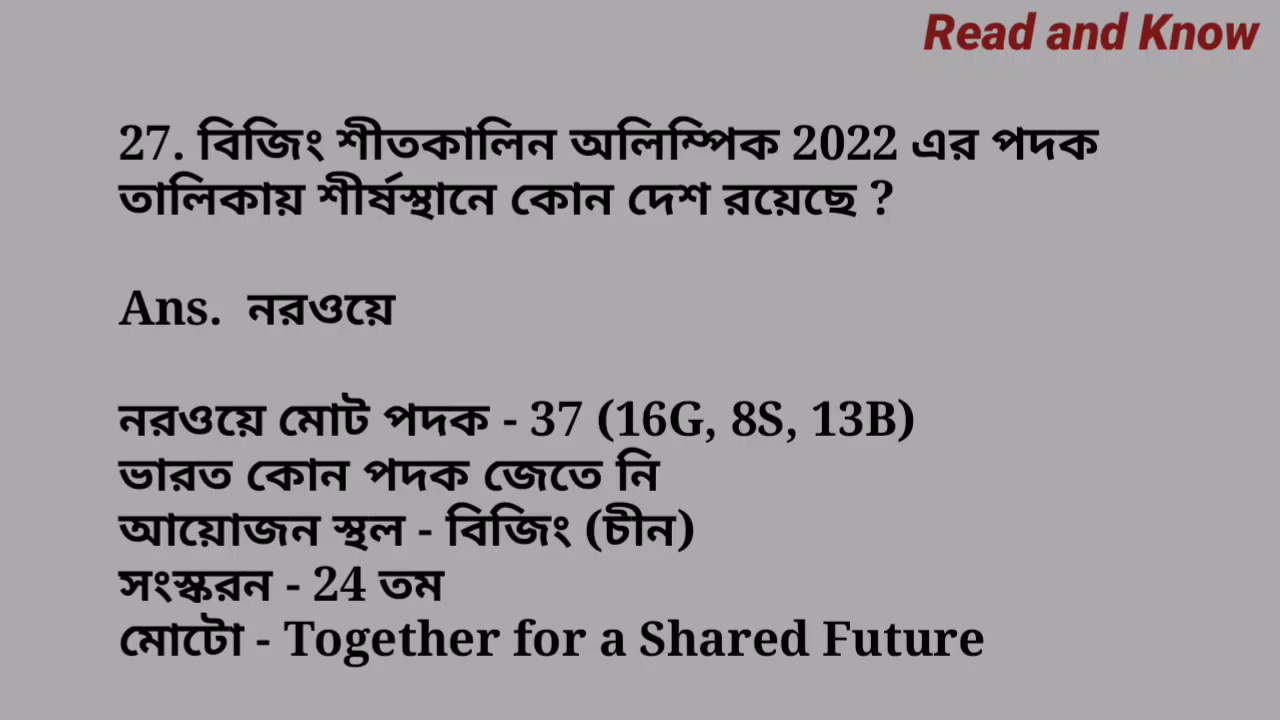 Read and Know
27. বিজিং শীতকালিন অলিম্পিক 2022 এর পদক
তালিকায় শীর্ষস্থানে কোন দেশ রয়েছে ?
Ans. নরওয়ে
নরওয়ে মোট পদক - 37 (16G, 8S, 13B)
ভারত কোন পদক জেতে নি
আয়োজন স্থল - বিজিং (চীন)
সংস্করন - 24 তম
মোটো - Together for a Shared Future